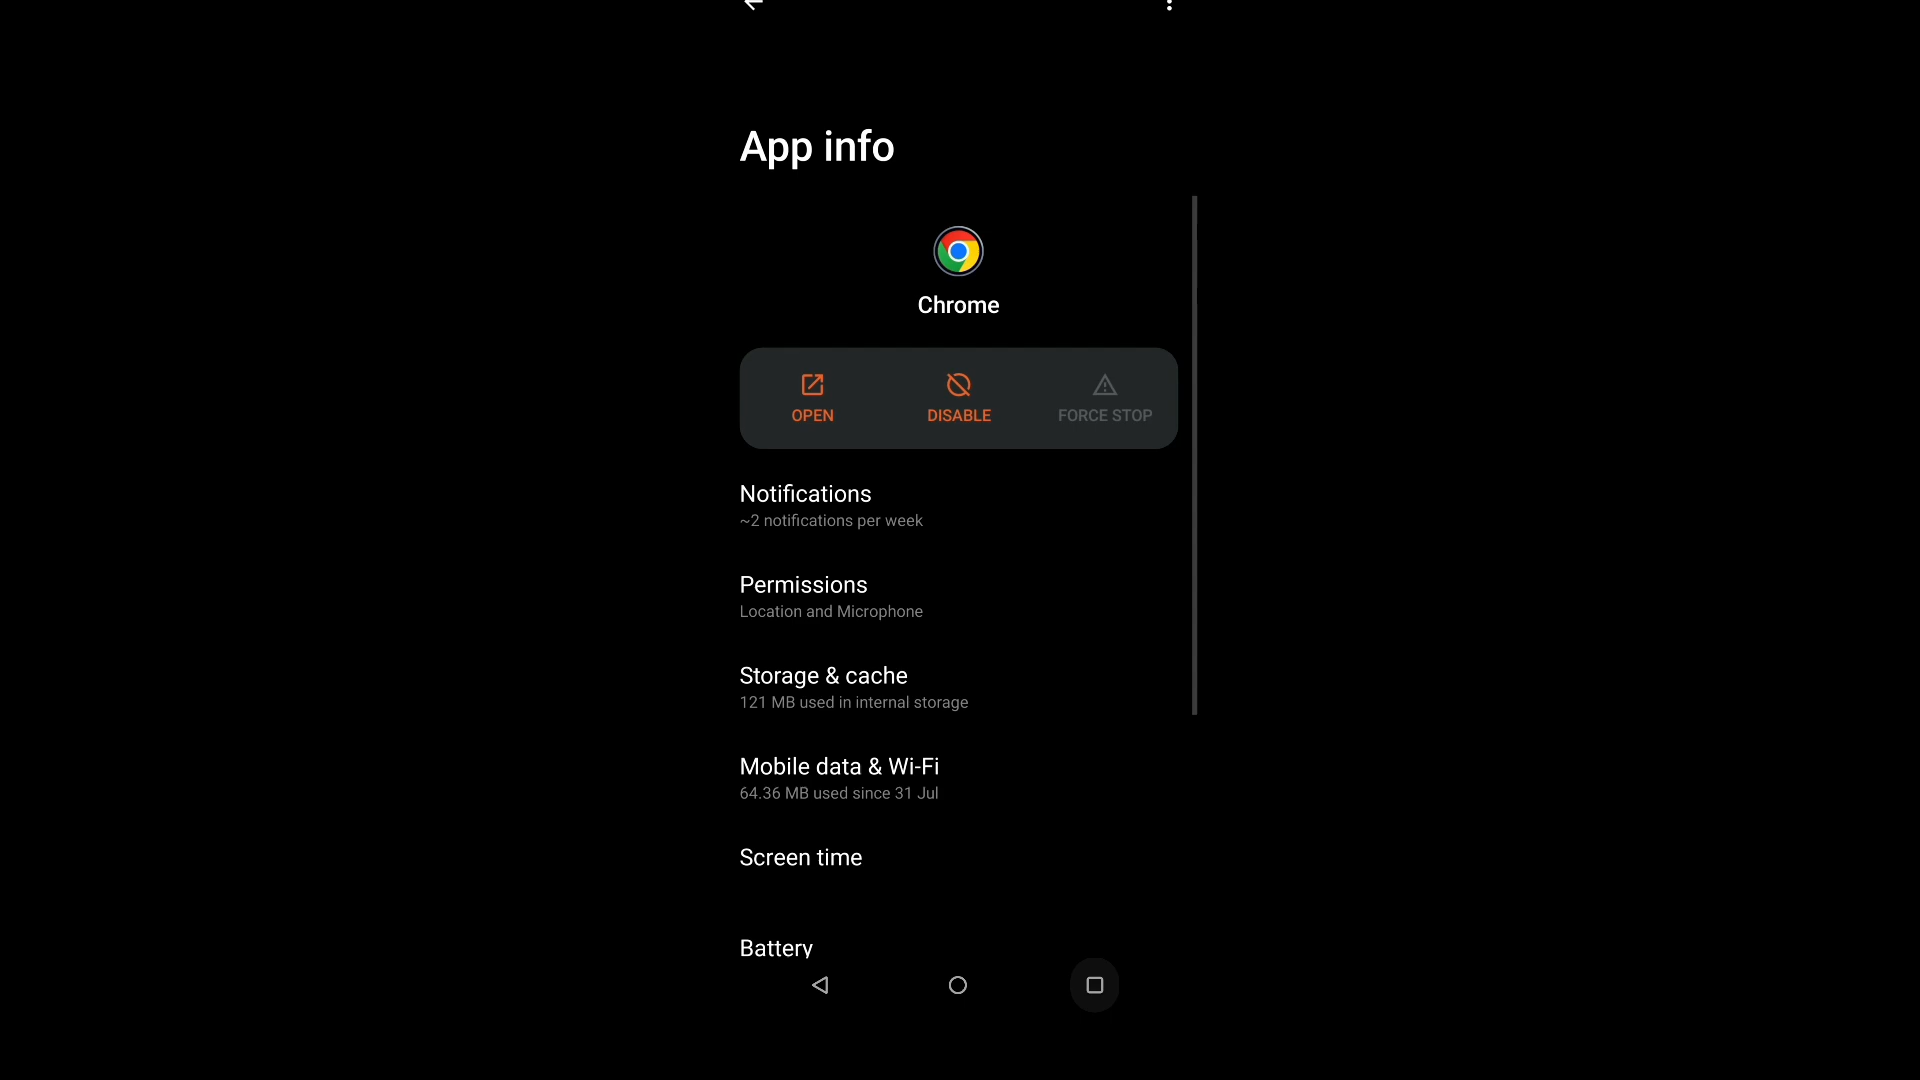 App info
Chrome
OPEN
DISABLE
FORCE STOP
Notifications
~2 notifications per week
Permissions
Location and Microphone
Storage & cache
121 MB used in internal storage
Mobile data & Wi-Fi
64.36 MB used since 31 Jul
Screen time
Battery